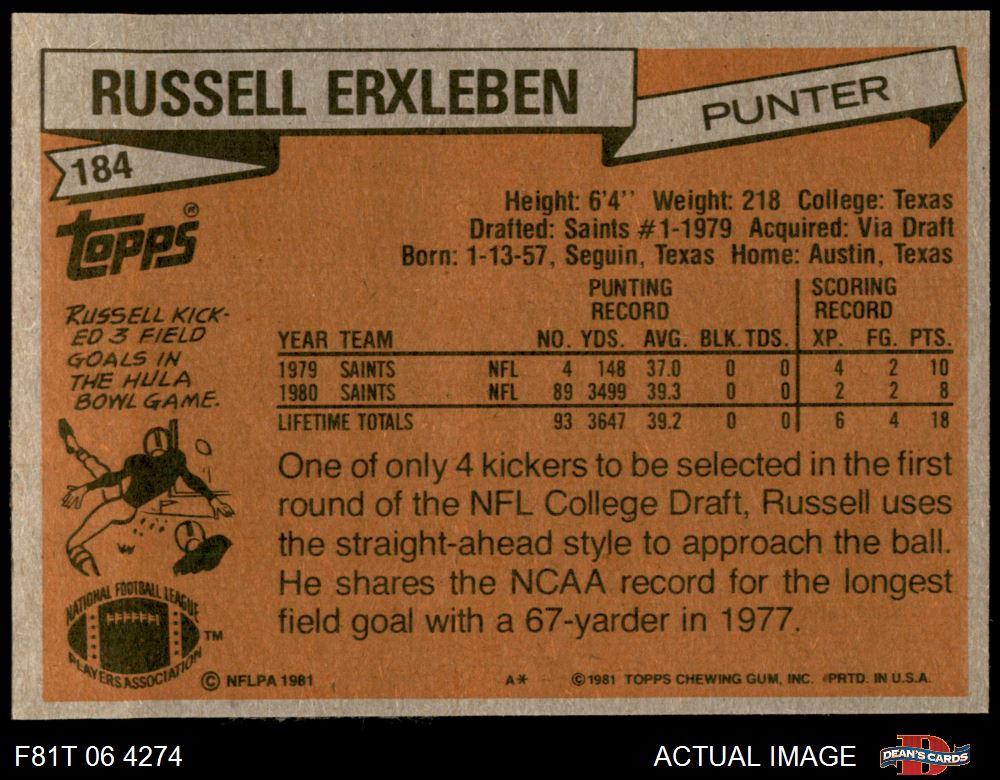 RUSSELL ERXLEBEN
PUNTER
184
topps®
Height: 6'4'' Weight: 218 College: Texas
Drafted: Saints #1-1979 Acquired: Via Draft
Born: 1-13-57, Seguin, Texas Home: Austin, Texas
RUSSELL KICK-
ED 3 FIELD
GOALS IN
THE HULA
BOWL GAME.
PUNTING RECORD SCORING RECORD
YEAR TEAM NO. YDS. AVG. BLK. TDS. XP. FG. PTS.
1979 SAINTS NFL 4 148 37.0 0 0 4 2 10
1980 SAINTS NFL 89 3499 39.3 0 0 2 2 8
LIFETIME TOTALS 93 3647 39.2 0 0 6 4 18
One of only 4 kickers to be selected in the first
round of the NFL College Draft, Russell uses
the straight-ahead style to approach the ball.
He shares the NCAA record for the longest
field goal with a 67-yarder in 1977.
NATIONAL FOOTBALL LEAGUE
PLAYERS ASSOCIATION
TM
© NFLPA 1981 A* © 1981 TOPPS CHEWING GUM, INC. PRTD. IN U.S.A.
F81T 06 4274 ACTUAL IMAGE DEAN'S CARDS